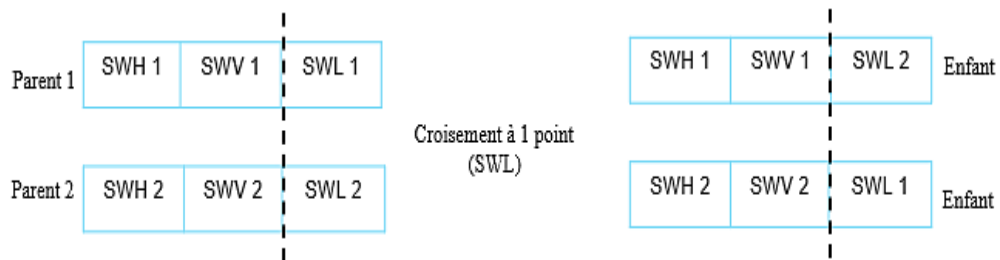 Parent 1 SWH 1 SWV 1 SWL 1
SWH 1 SWV 1 SWL 2 Enfant
Croisement à 1 point
(SWL)
Parent 2 SWH 2 SWV 2 SWL 2
SWH 2 SWV 2 SWL 1 Enfant